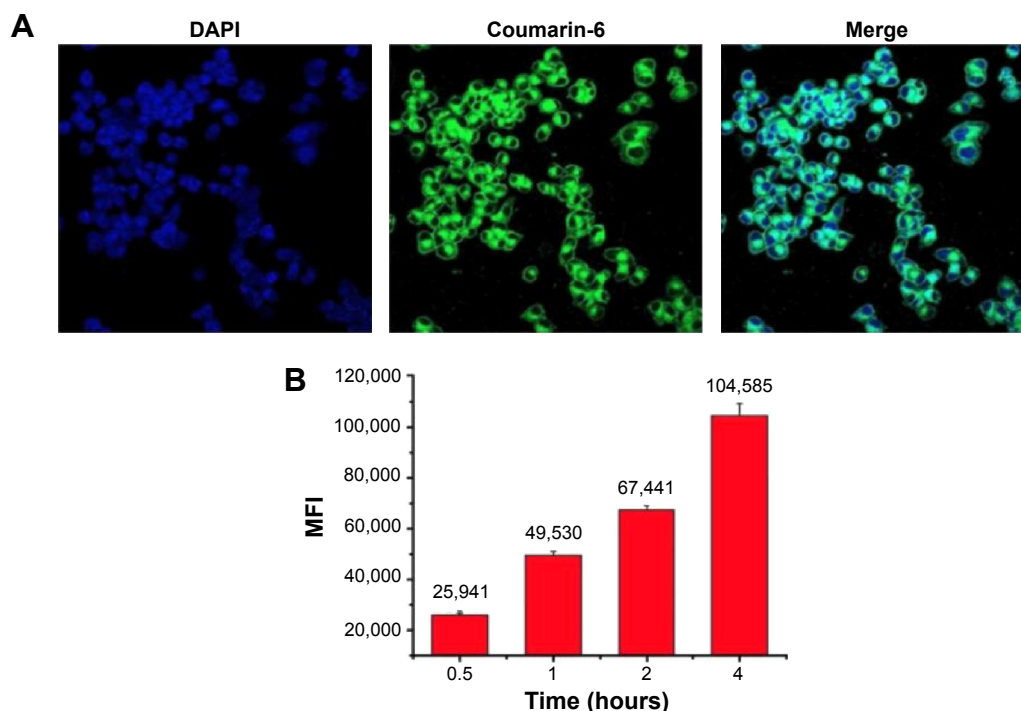 A
DAPI
Coumarin-6
Merge
B
MFI
120,000
100,000
80,000
60,000
40,000
20,000
25,941
49,530
67,441
104,585
0.5
1
2
4
Time (hours)